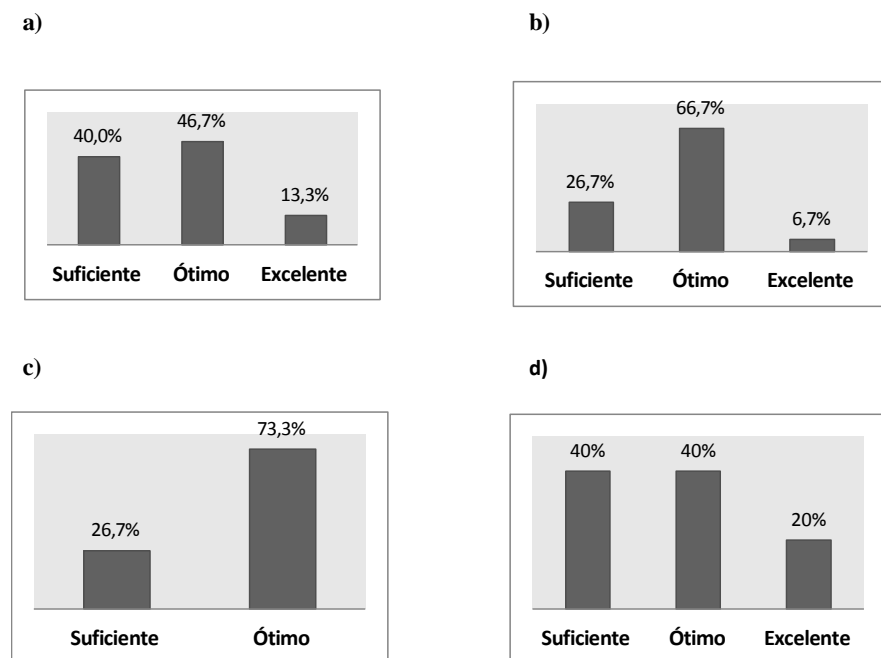 a)
40,0%
46,7%
13,3%
Suficiente Ótimo Excelente
b)
26,7%
66,7%
6,7%
Suficiente Ótimo Excelente
c)
26,7%
73,3%
Suficiente Ótimo
d)
40%
40%
20%
Suficiente Ótimo Excelente